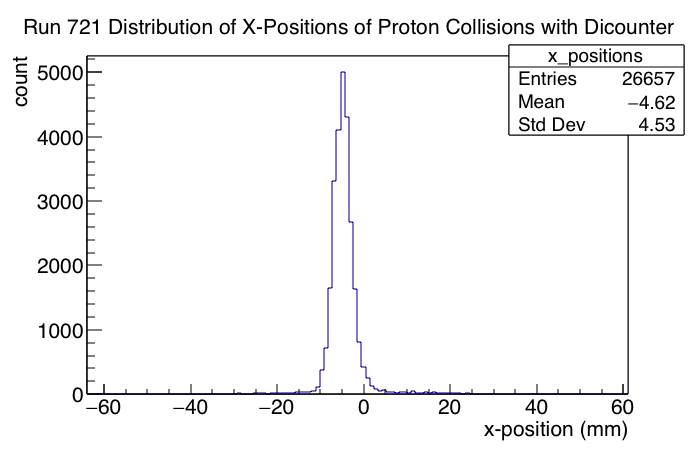 Run 721 Distribution of X-Positions of Proton Collisions with Dicounter
x_positions
Entries 26657
Mean −4.62
Std Dev 4.53
count
5000
4000
3000
2000
1000
0
−60 −40 −20 0 20 40 60
x-position (mm)